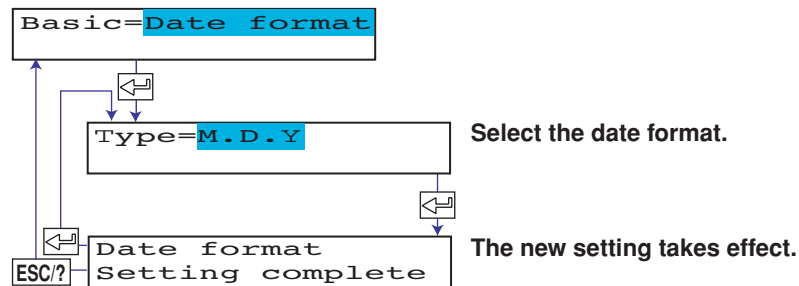 Basic=Date format
Type=M.D.Y
Select the date format.
Date format
Setting complete
The new setting takes effect.
ESC/?